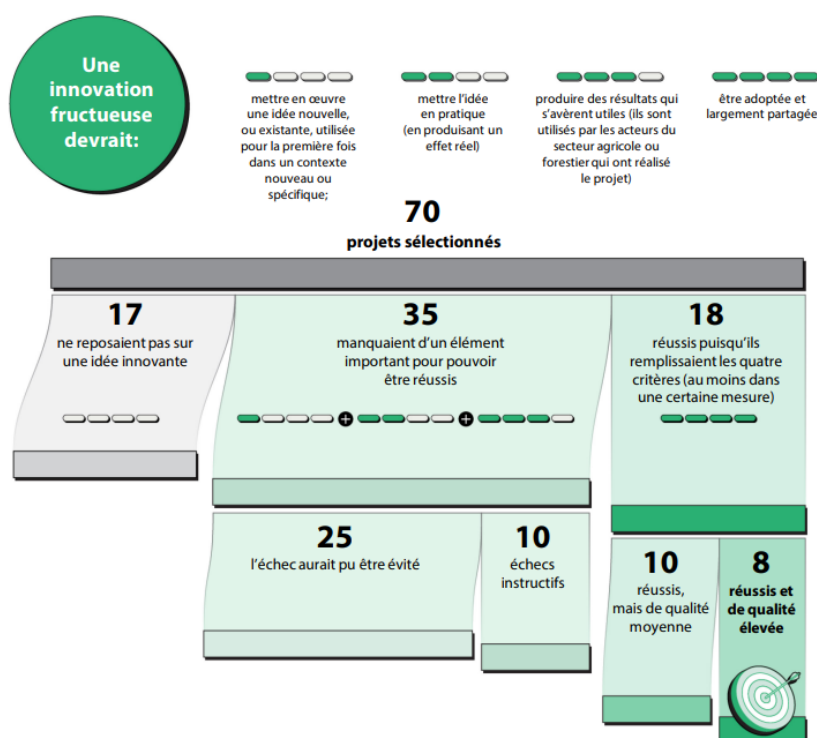 Une
innovation
fructueuse
devrait:
mettre en œuvre
une idée nouvelle,
ou existante, utilisée
pour la première fois
dans un contexte
nouveau ou
spécifique;
mettre l'idée
en pratique
(en produisant un
effet réel)
produire des résultats qui
s'avèrent utiles (ils sont
utilisés par les acteurs du
secteur agricole ou
forestier qui ont réalisé
le projet)
être adoptée et
largement partagée
70
projets sélectionnés
17
ne reposaient pas sur
une idée innovante
35
manquaient d'un élément
important pour pouvoir
être réussis
18
réussis puisqu'ils
remplissaient les quatre
critères (au moins dans
une certaine mesure)
25
l'échec aurait pu être évité
10
échecs
instructifs
10
réussis,
mais de qualité
moyenne
8
réussis et
de qualité
élevée